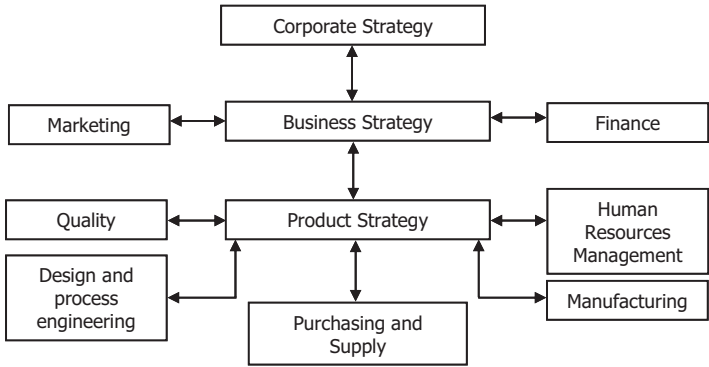 Corporate Strategy
Marketing
Business Strategy
Finance
Quality
Product Strategy
Human
Resources
Management
Design and
process
engineering
Manufacturing
Purchasing and
Supply